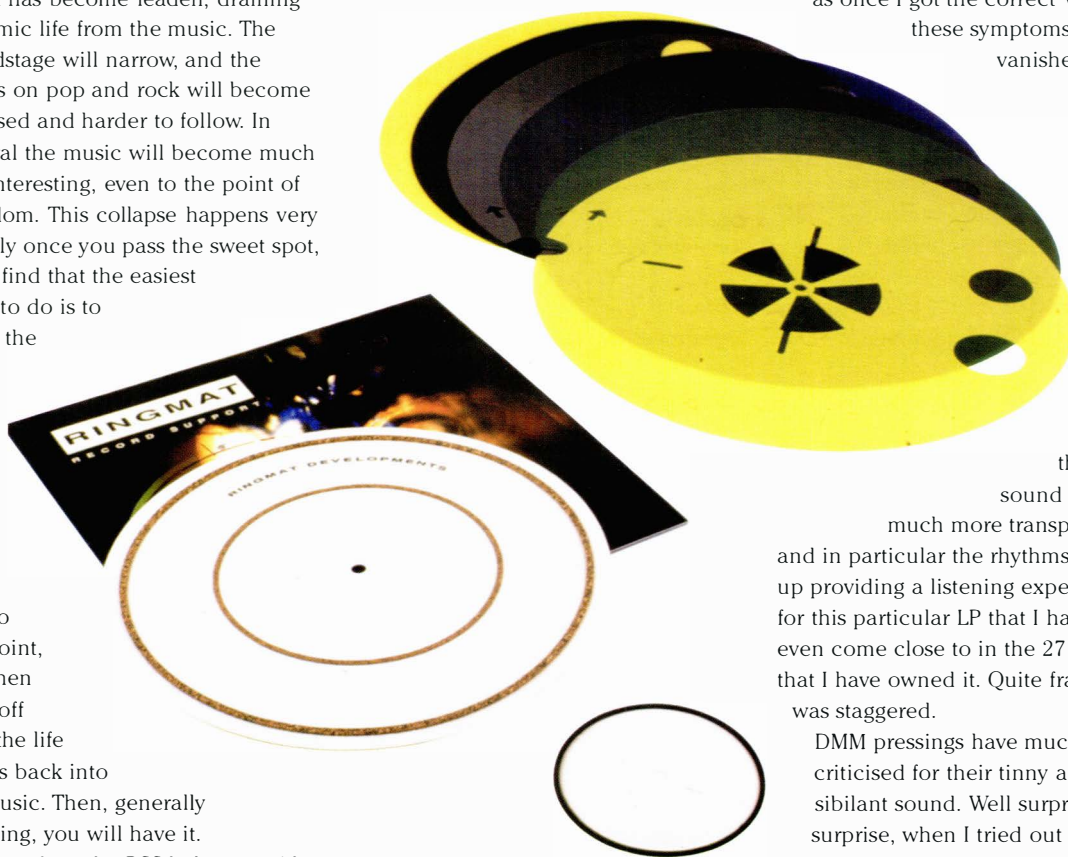 has become leaden, draining
mic life from the music. The
dstage will narrow, and the
s on pop and rock will become
sed and harder to follow. In
al the music will become much
nteresting, even to the point of
dom. This collapse happens very
ly once you pass the sweet spot,
find that the easiest
to do is to
the
RINGMAT
RECORD SUPPORT
RINGMAT DEVELOPMENTS
o
oint,
hen
off
the life
s back into
usic. Then, generally
ing, you will have it.
as once I got the correct
these symptoms
vanishe
th
sound
much more transp
and in particular the rhythms
up providing a listening expe
for this particular LP that I ha
even come close to in the 27
that I have owned it. Quite fra
was staggered.
DMM pressings have muc
criticised for their tinny a
sibilant sound. Well surpr
surprise, when I tried out